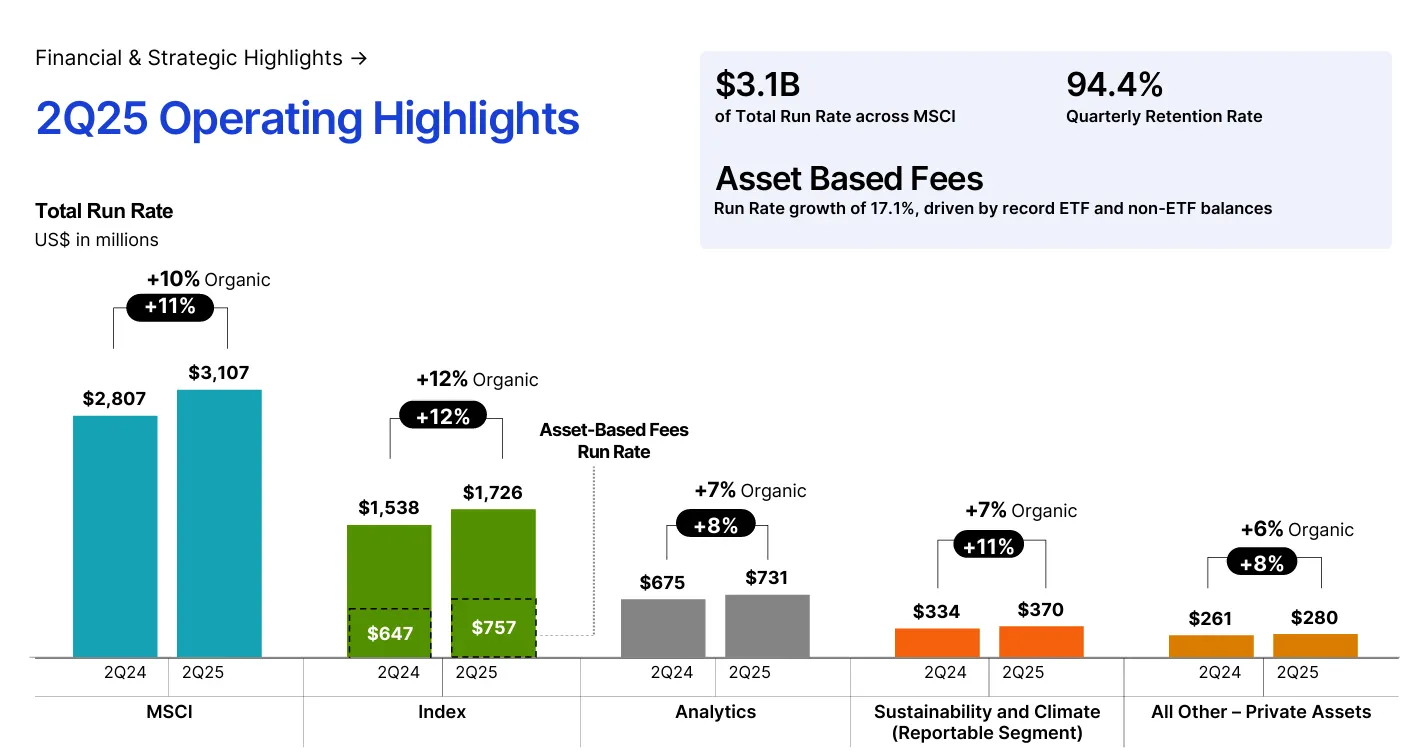 Financial & Strategic Highlights →
2Q25 Operating Highlights
$3.1B
of Total Run Rate across MSCI
94.4%
Quarterly Retention Rate
Asset Based Fees
Run Rate growth of 17.1%, driven by record ETF and non-ETF balances
Total Run Rate
US$ in millions
+10% Organic
+11%
$2,807
$3,107
2Q24
2Q25
MSCI
+12% Organic
+12%
$1,538
$1,726
Asset-Based Fees
Run Rate
$647
$757
2Q24
2Q25
Index
+7% Organic
+8%
$675
$731
2Q24
2Q25
Analytics
+7% Organic
+11%
$334
$370
2Q24
2Q25
Sustainability and Climate
(Reportable Segment)
+6% Organic
+8%
$261
$280
2Q24
2Q25
All Other – Private Assets